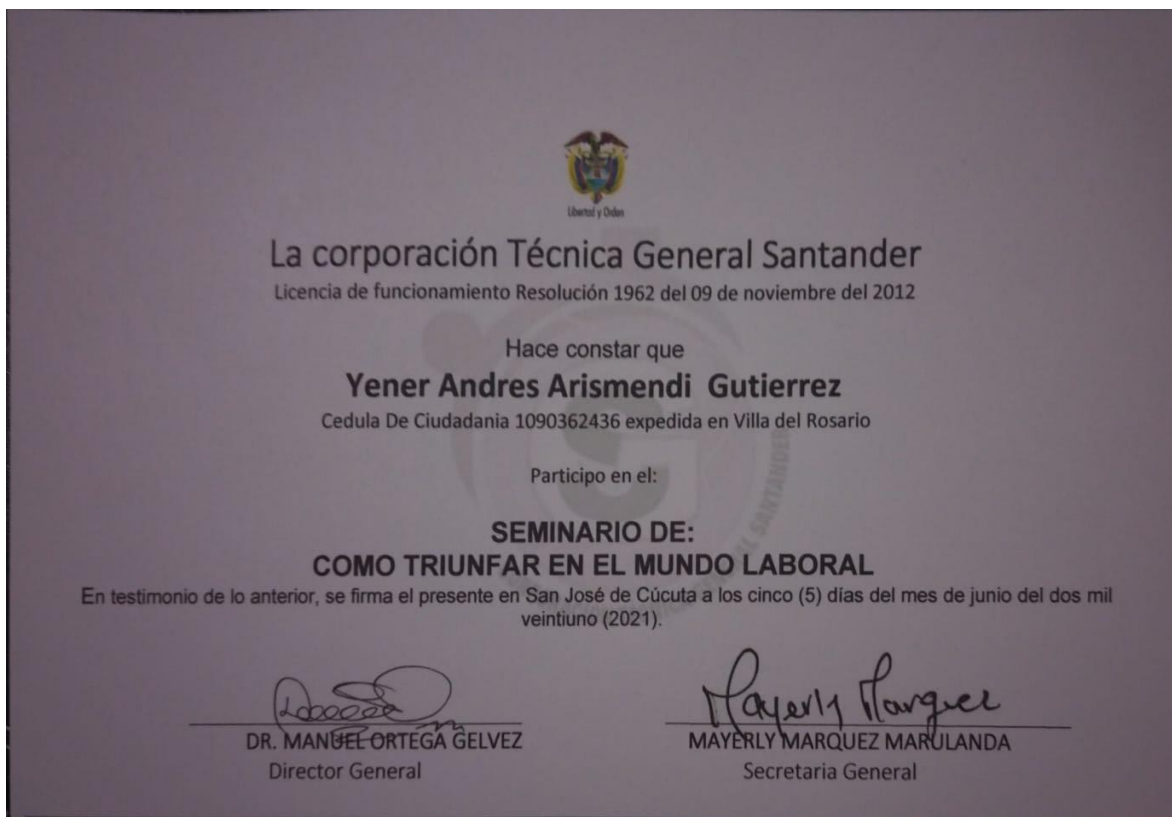 Libertad y Orden
La corporación Técnica General Santander
Licencia de funcionamiento Resolución 1962 del 09 de noviembre del 2012
Hace constar que
Yener Andres Arismendi Gutierrez
Cedula De Ciudadania 1090362436 expedida en Villa del Rosario
Participo en el:
SEMINARIO DE:
COMO TRIUNFAR EN EL MUNDO LABORAL
En testimonio de lo anterior, se firma el presente en San José de Cúcuta a los cinco (5) días del mes de junio del dos mil
veintiuno (2021).
Mayerly Marquez
DR. MANUEL ORTEGA GELVEZ
MAYERLY MARQUEZ MARULANDA
Director General
Secretaria General